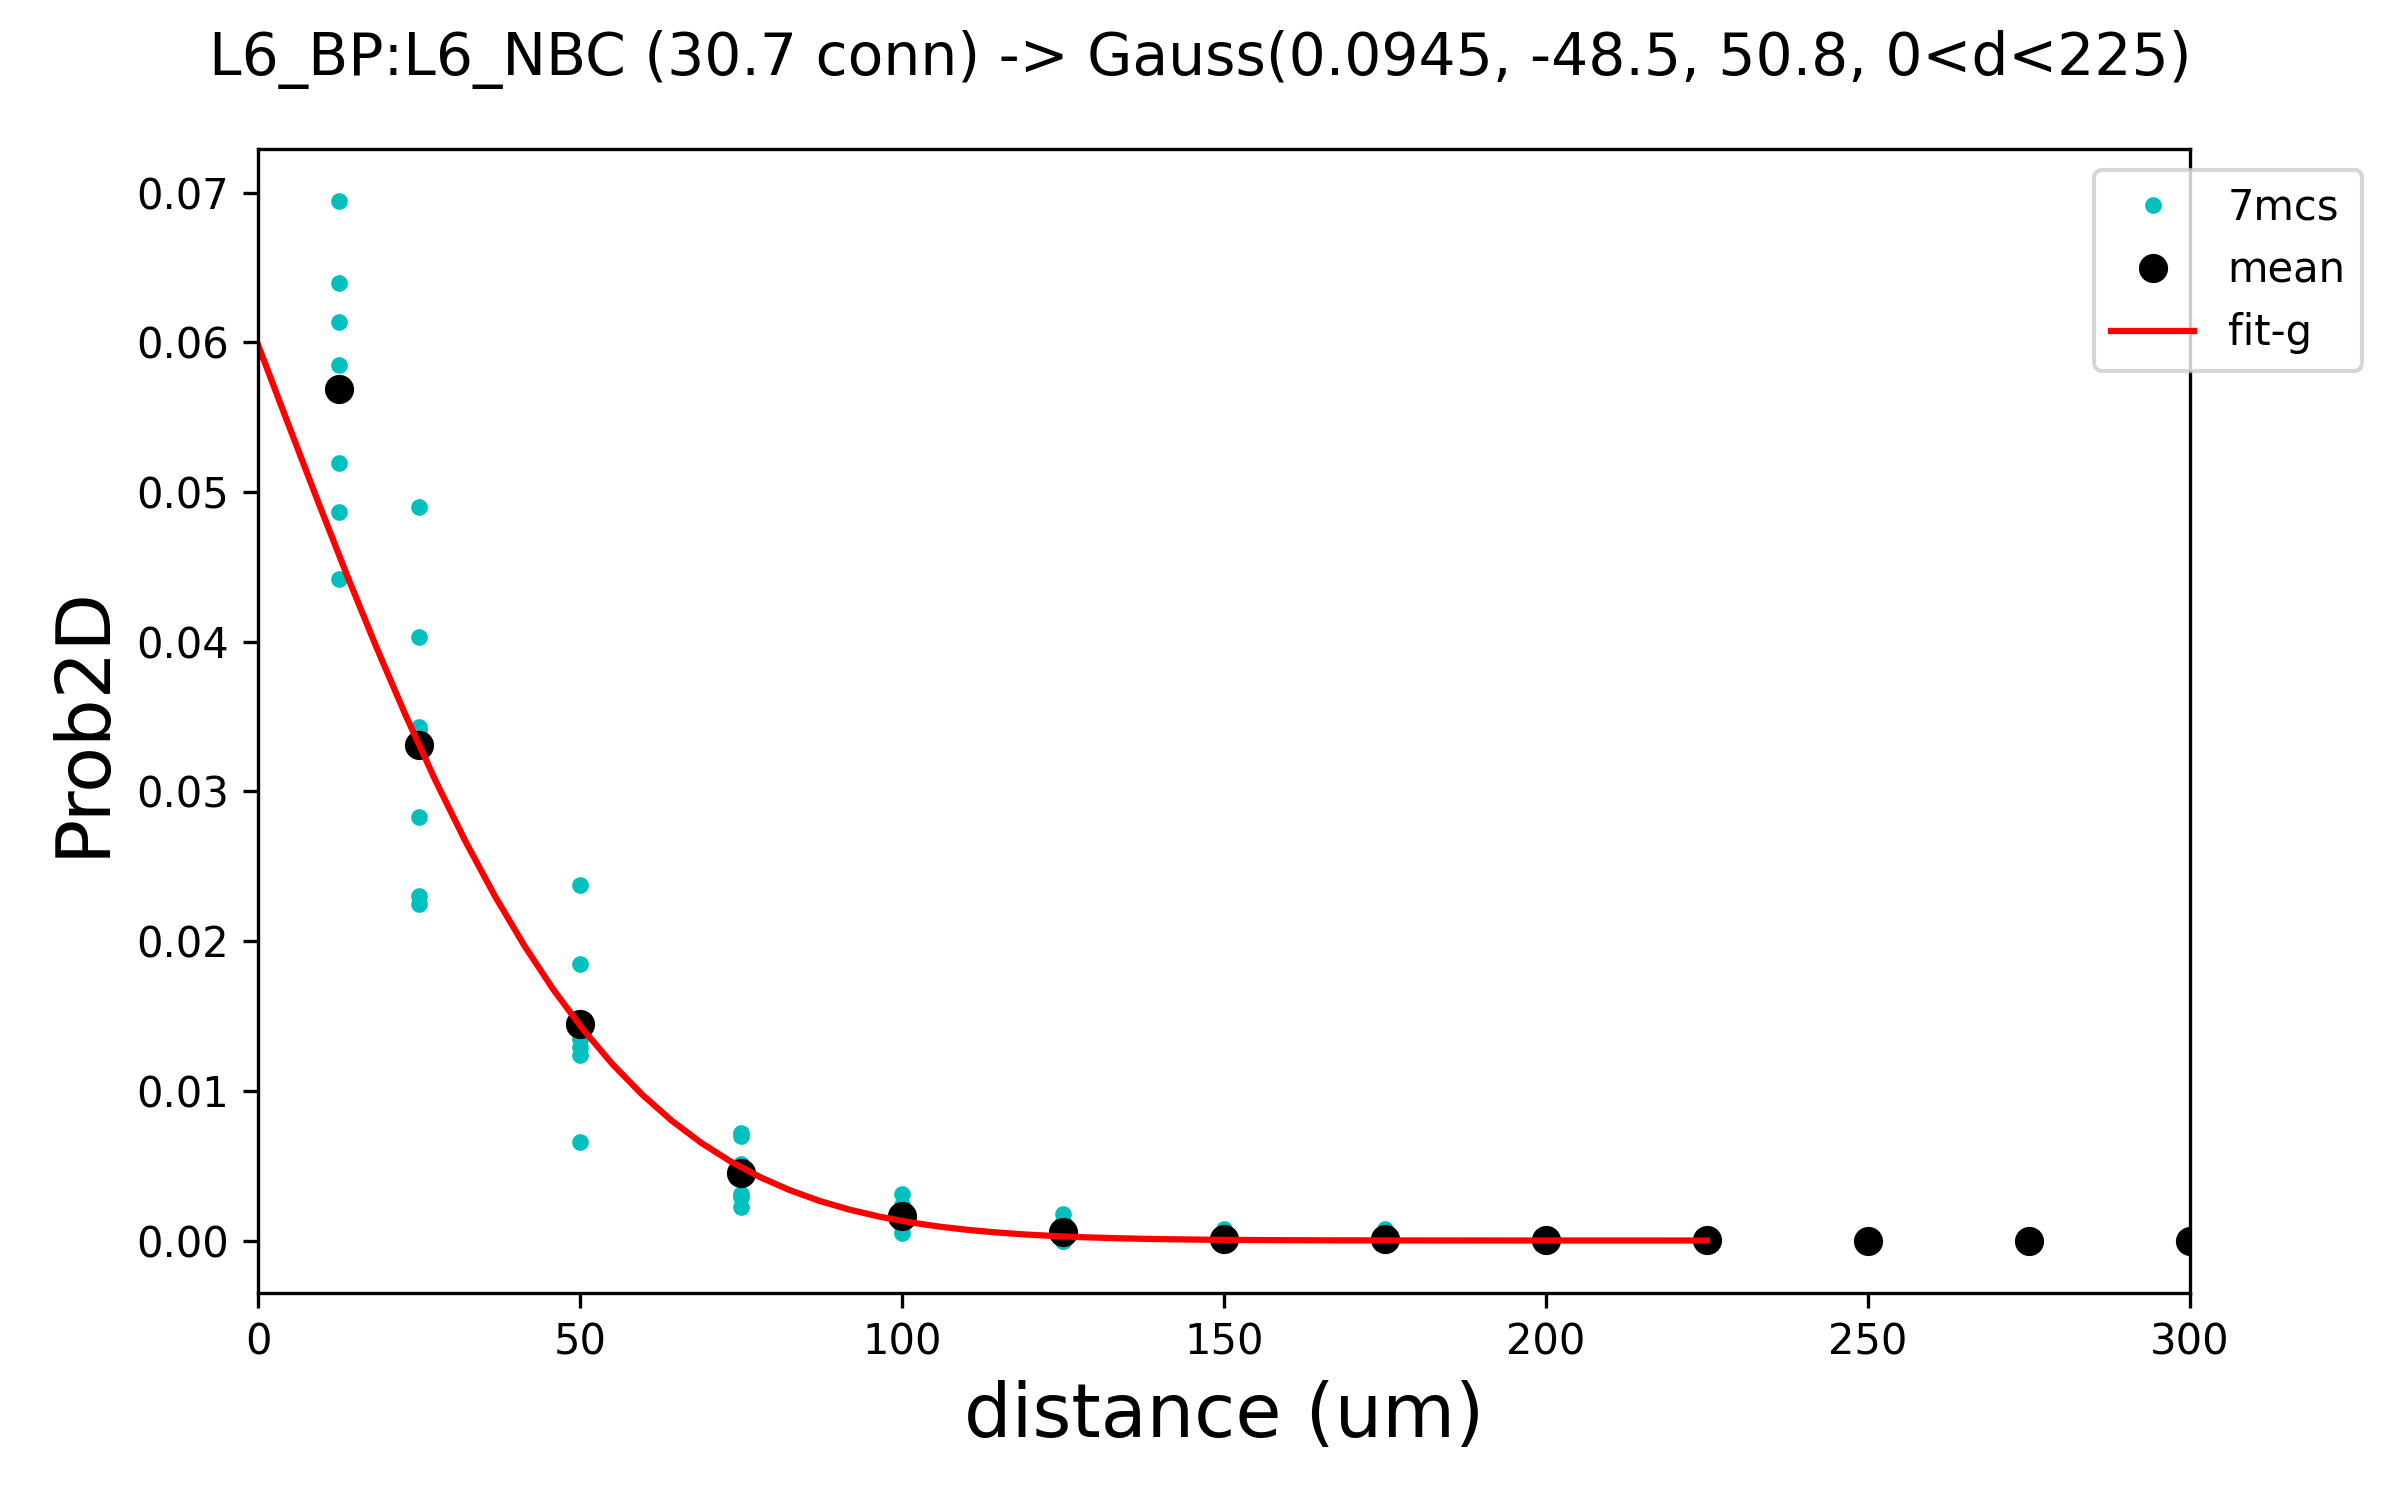 L6_BP:L6_NBC (30.7 conn) -> Gauss(0.0945, -48.5, 50.8, 0<d<225)
7mcs
mean
fit-g
0.07
0.06
0.05
0.04
0.03
0.02
0.01
0.00
Prob2D
0 50 100 150 200 250 300
distance (um)